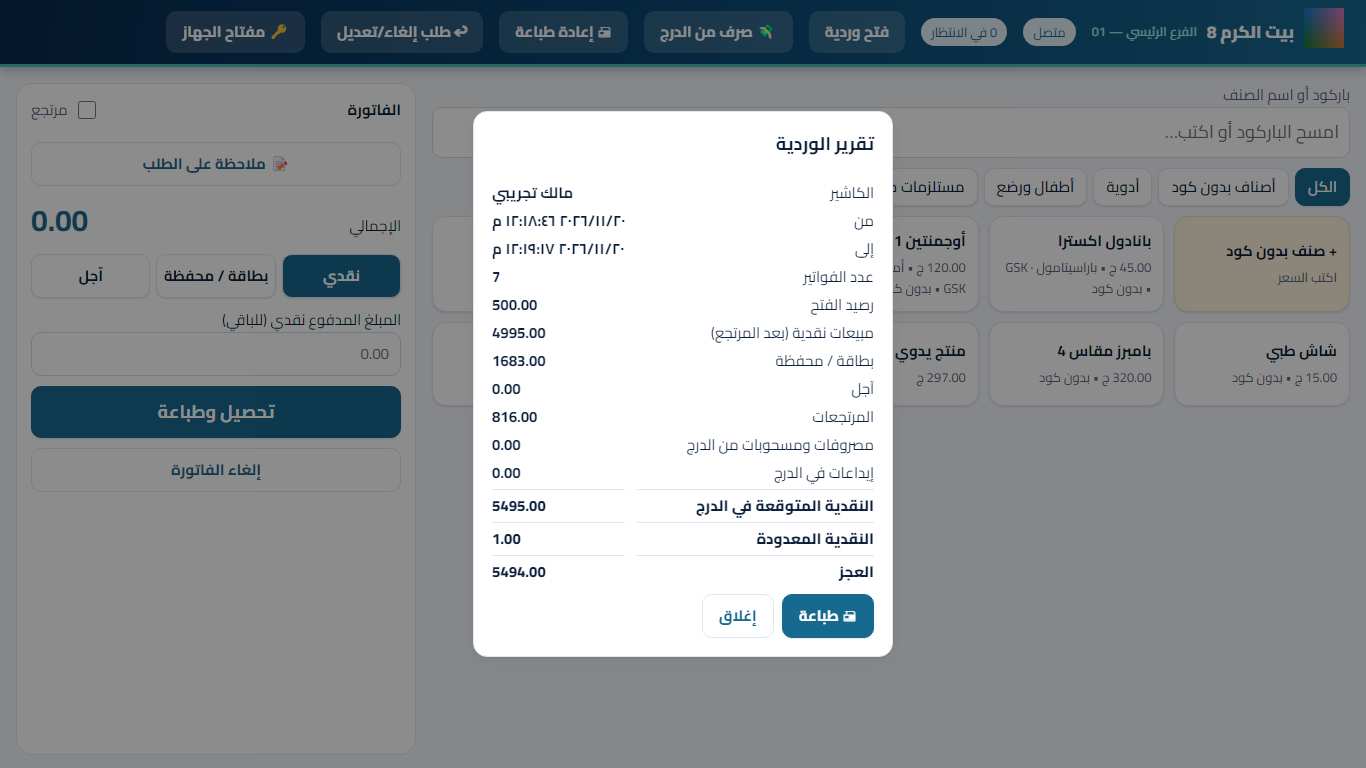 بيت الكرم 8
الفرع الرئيسي — 01
متصل
0 في الانتظار
فتح وردية
💸 صرف من الدرج
🖨 إعادة طباعة
↩ طلب إلغاء/تعديل
🔑 مفتاح الجهاز
باركود أو اسم الصنف
امسح الباركود أو اكتب...
الكل
أصناف بدون كود
أدوية
أطفال ورضع
مستلزمات
+ صنف بدون كود
اكتب السعر
بانادول اكسترا
45.00 ج • باراسيتامول · GSK
• بدون كود
أوجمنتين 1
120.00 ج
GSK • بدون
شاش طبي
15.00 ج • بدون كود
بامبرز مقاس 4
320.00 ج • بدون كود
منتج يدوي
297.00 ج
تقرير الوردية
الكاشير مالك تجريبي
من ٢٠٢٦/١١/٢٠ ١٢:١٨:٤٦ م
إلى ٢٠٢٦/١١/٢٠ ١٢:١٩:١٧ م
عدد الفواتير 7
رصيد الفتح 500.00
مبيعات نقدية (بعد المرتجع) 4995.00
بطاقة / محفظة 1683.00
آجل 0.00
المرتجعات 816.00
مصروفات ومسحوبات من الدرج 0.00
إيداعات في الدرج 0.00
النقدية المتوقعة في الدرج 5495.00
النقدية المعدودة 1.00
العجز 5494.00
🖨 طباعة
إغلاق
الفاتورة
مرتجع
📝 ملاحظة على الطلب
الإجمالي 0.00
نقدي
بطاقة / محفظة
آجل
المبلغ المدفوع نقدي (للباقي)
0.00
تحصيل وطباعة
إلغاء الفاتورة